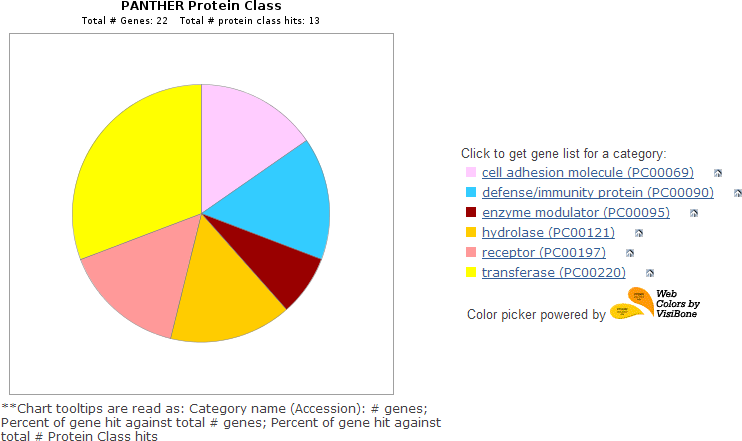 PANTHER Protein Class
Total # Genes: 22 Total # protein class hits: 13
Click to get gene list for a category:
cell adhesion molecule (PC00069)
defense/immunity protein (PC00090)
enzyme modulator (PC00095)
hydrolase (PC00121)
receptor (PC00197)
transferase (PC00220)
Color picker powered by
Web
Colors by
VisiBone
**Chart tooltips are read as: Category name (Accession): # genes;
Percent of gene hit against total # genes; Percent of gene hit against
total # Protein Class hits